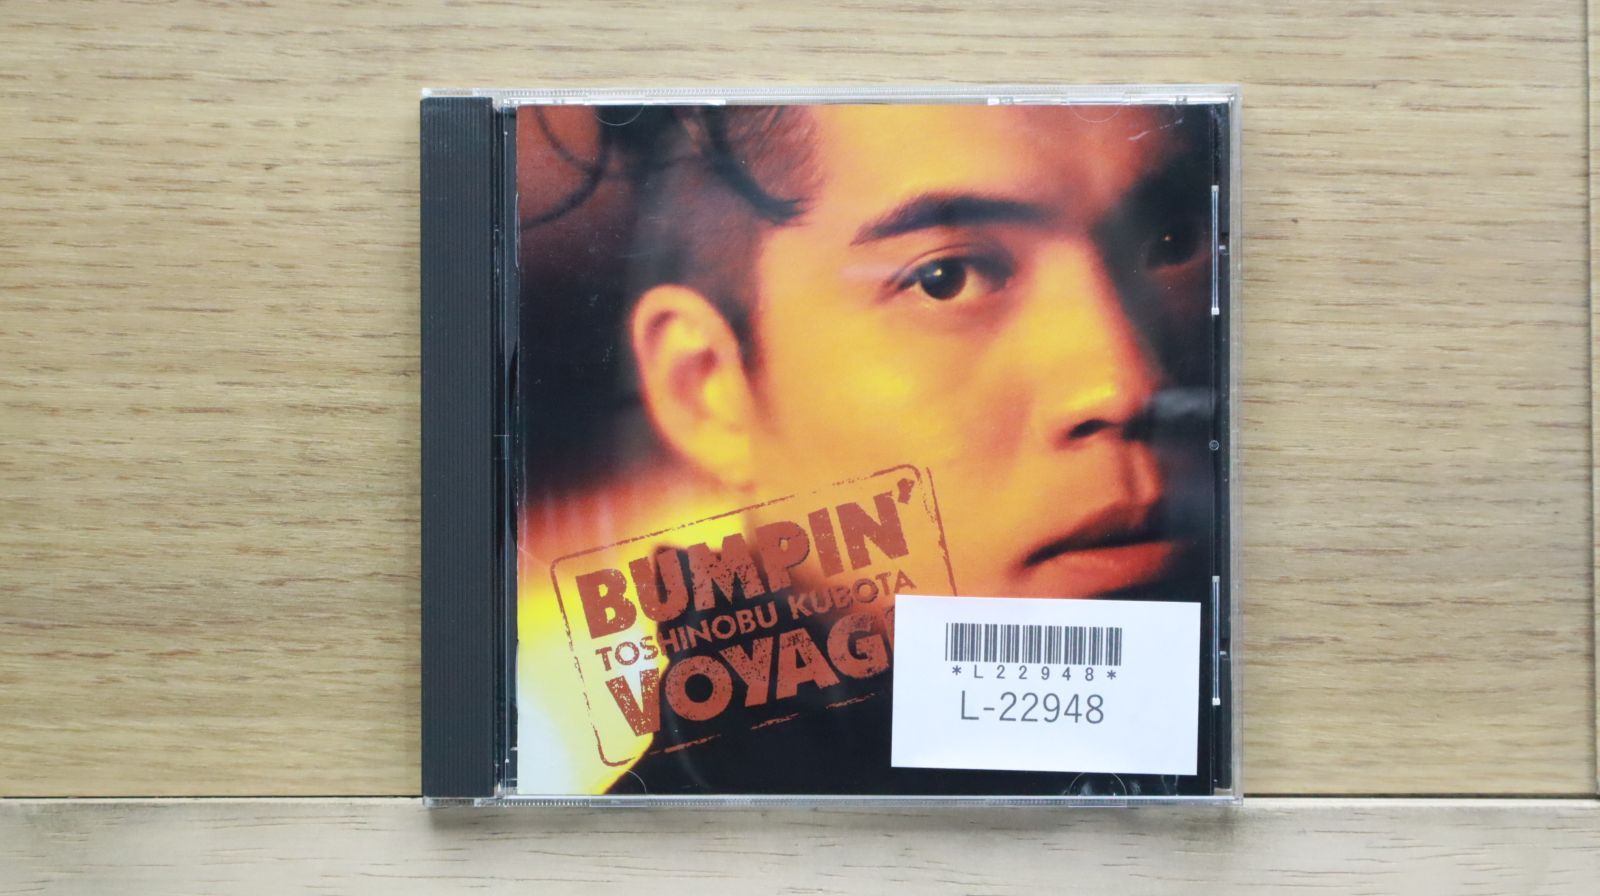 BUMPIN'
TOSHINOBU KUBOTA
VOYAG
*L22948*
L-22948